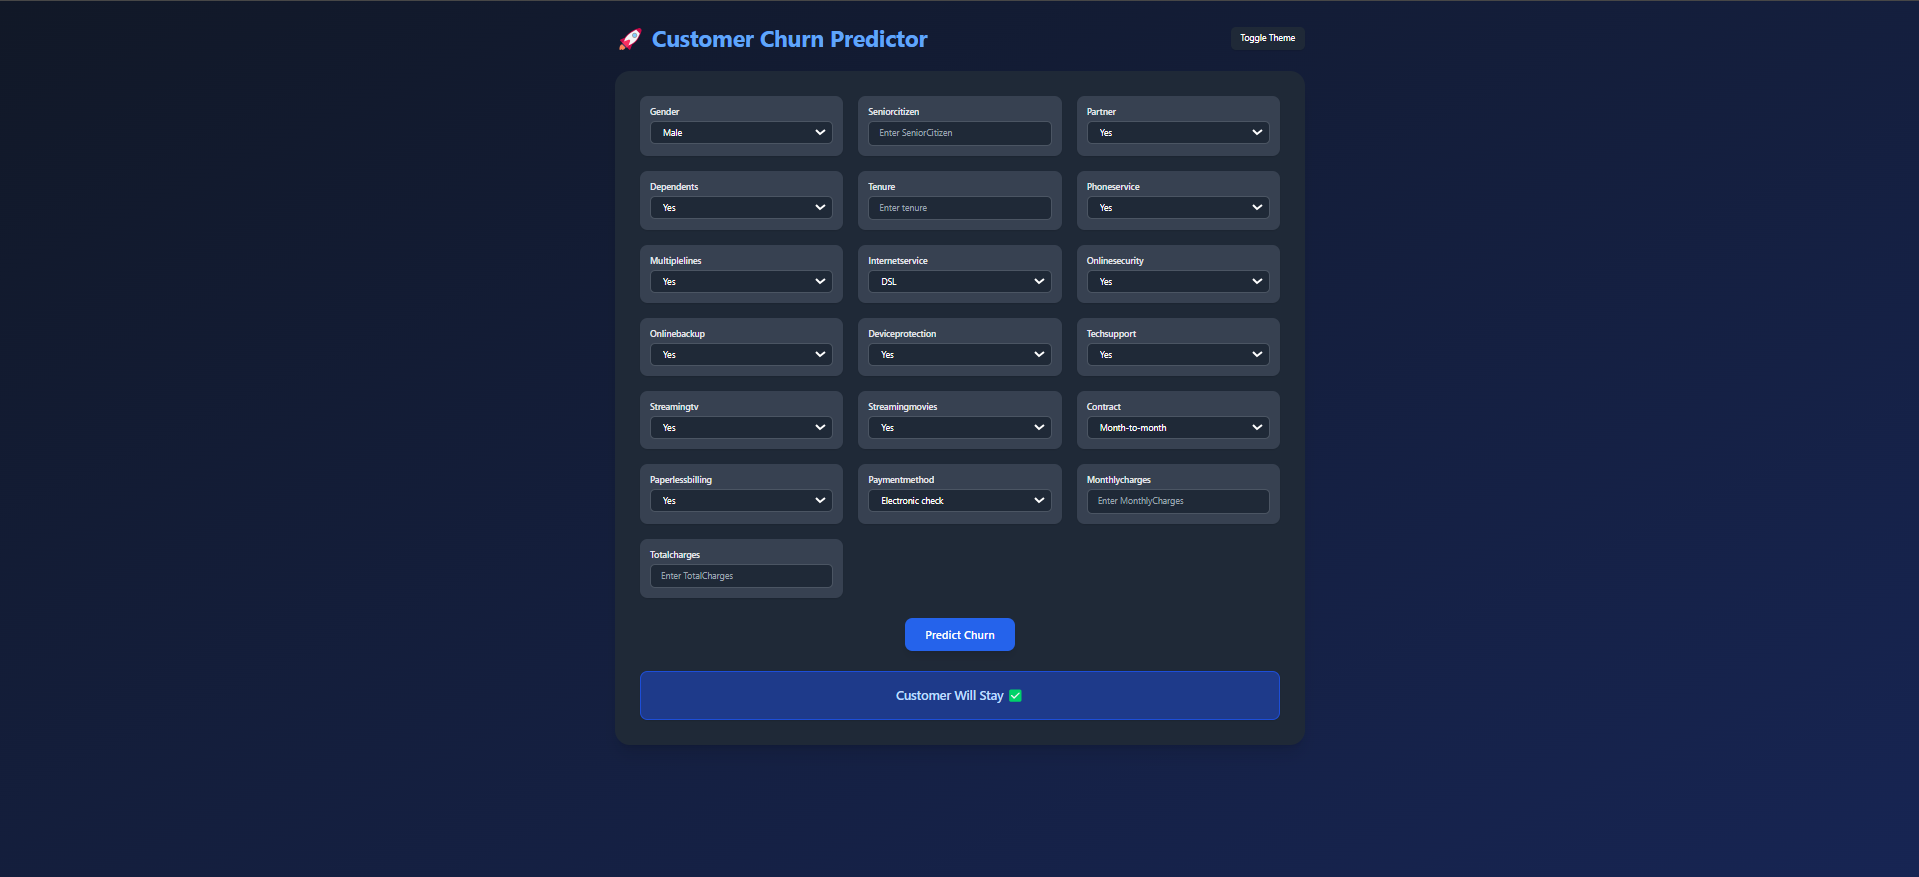 🚀 Customer Churn Predictor
Toggle Theme
Gender Seniorcitizen Partner
Male Enter SeniorCitizen Yes
Dependents Tenure Phoneservice
Yes Enter tenure Yes
Multiplelines Internetservice Onlinesecurity
Yes DSL Yes
Onlinebackup Deviceprotection Techsupport
Yes Yes Yes
Streamingtv Streamingmovies Contract
Yes Yes Month-to-month
Paperlessbilling Paymentmethod Monthlycharges
Yes Electronic check Enter MonthlyCharges
Totalcharges
Enter TotalCharges
Predict Churn
Customer Will Stay ✅